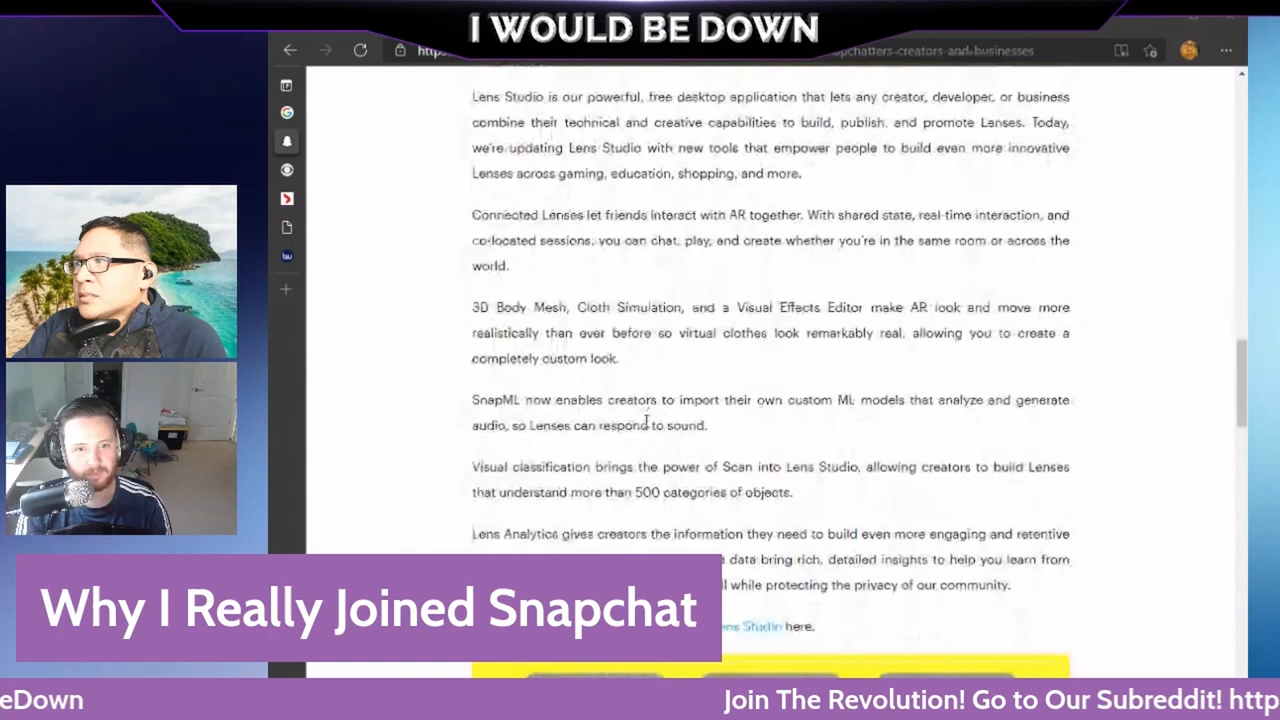 I WOULD BE DOWN
https
pchatters-creators-and-businesses
Lens Studio is our powerful, free desktop application that lets any creator, developer, or business
combine their technical and creative capabilities to build, publish, and promote Lenses. Today,
we're updating Lens Studio with new tools that empower people to build even more innovative
Lenses across gaming, education, shopping, and more.
Connected Lenses let friends interact with AR together. With shared state, real-time interaction, and
co-located sessions, you can chat, play, and create whether you're in the same room or across the
world.
3D Body Mesh, Cloth Simulation, and a Visual Effects Editor make AR look and move more
realistically than ever before so virtual clothes look remarkably real, allowing you to create a
completely custom look.
SnapML now enables creators to import their own custom ML models that analyze and generate
audio, so Lenses can respond to sound.
Visual classification brings the power of Scan into Lens Studio, allowing creators to build Lenses
that understand more than 500 categories of objects.
Lens Analytics gives creators the information they need to build even more engaging and retentive
data bring rich, detailed insights to help you learn from
while protecting the privacy of our community.
ens Studio here.
Why I Really Joined Snapchat
eDown
Join The Revolution! Go to Our Subreddit! http